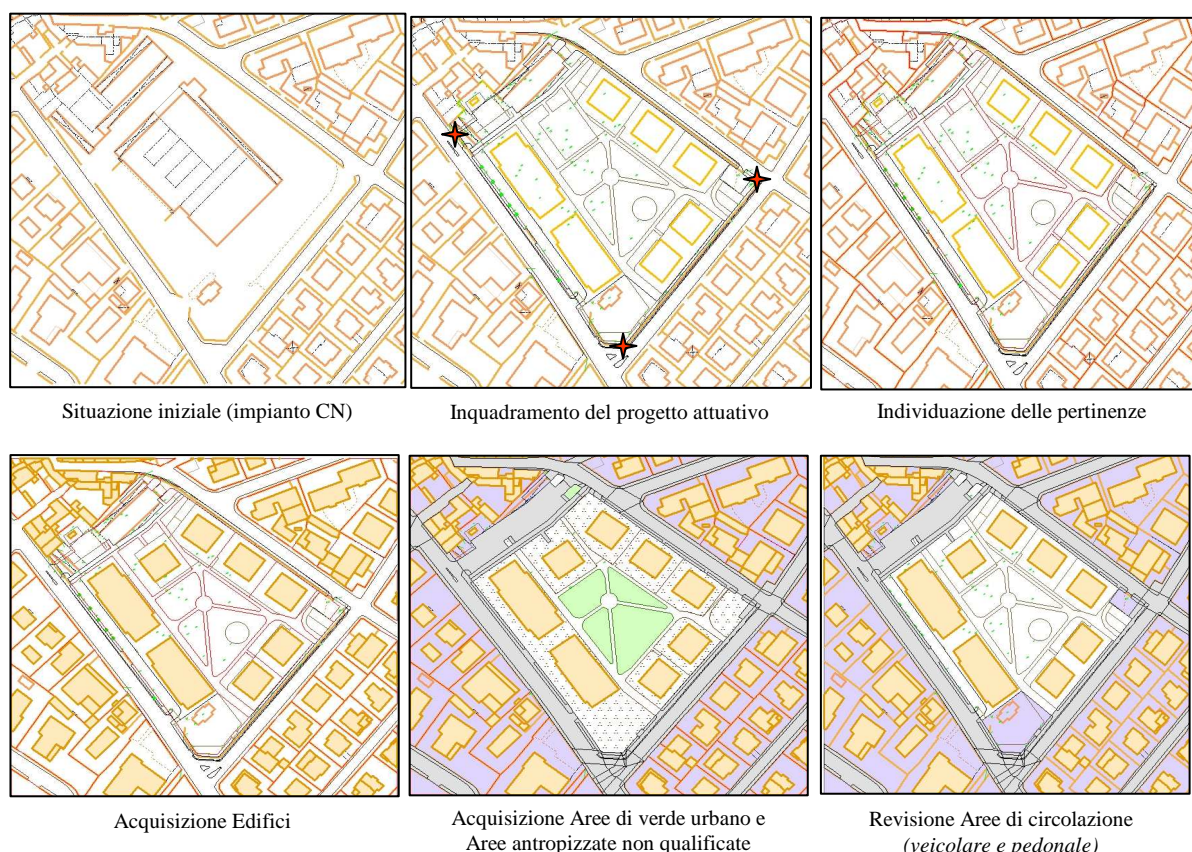 Situazione iniziale (impianto CN)
Inquadramento del progetto attuativo
Individuazione delle pertinenze
Acquisizione Edifici
Acquisizione Aree di verde urbano e
Aree antropizzate non qualificate
Revisione Aree di circolazione
(veicolare e pedonale)